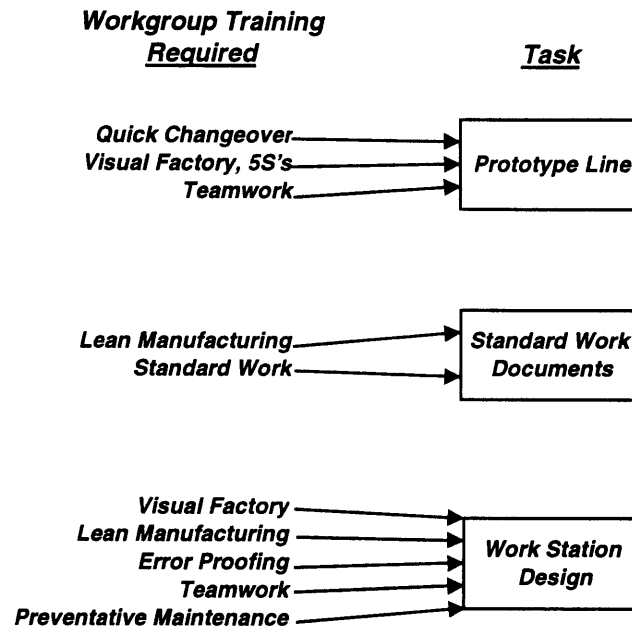 Workgroup Training
Required
Task
Quick Changeover
Visual Factory, 5S's
Teamwork
Prototype Line
Lean Manufacturing
Standard Work
Standard Work
Documents
Visual Factory
Lean Manufacturing
Error Proofing
Teamwork
Preventative Maintenance
Work Station
Design